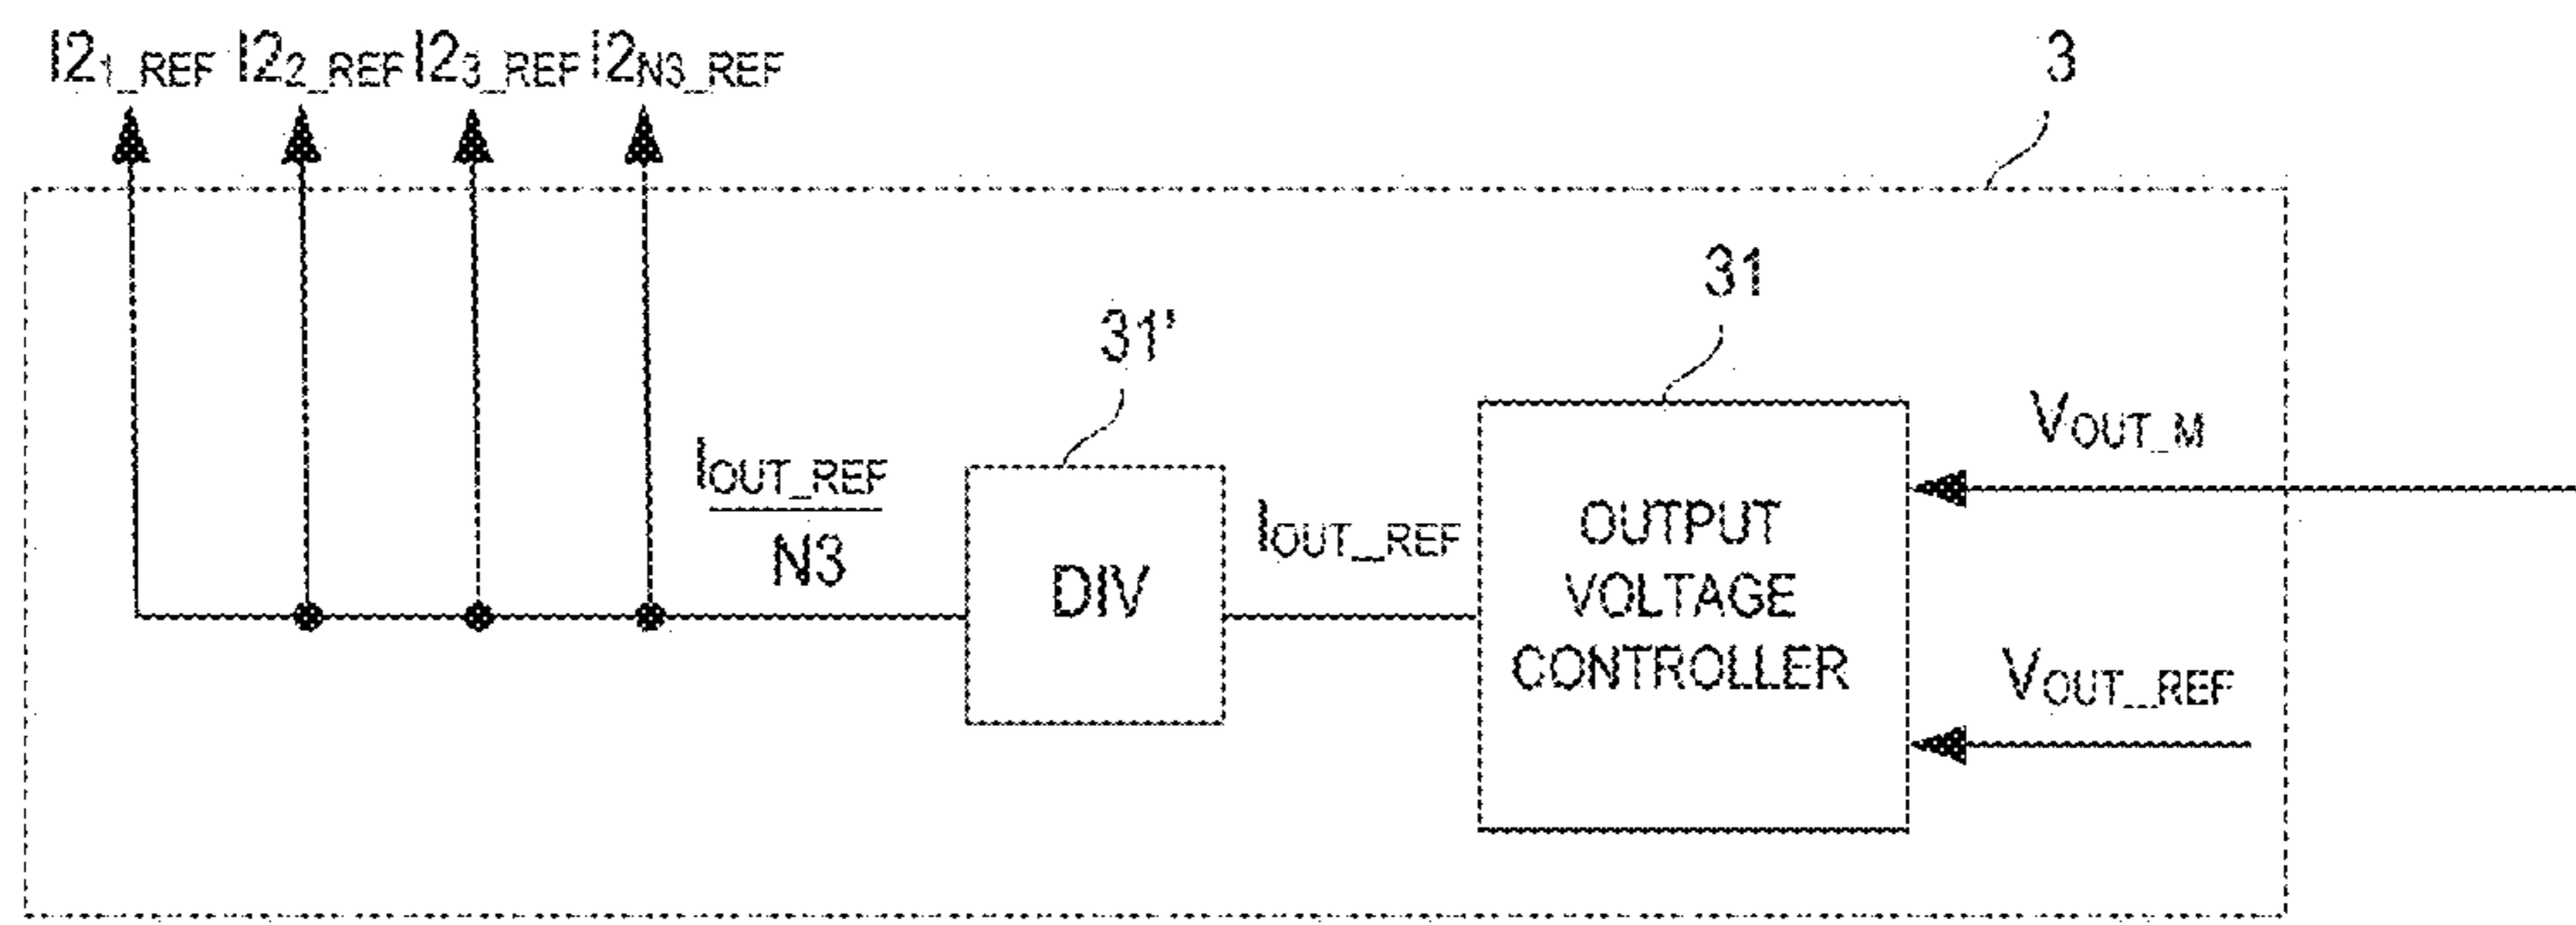 I2₁_REF I2₂_REF I2₃_REF I2N3_REF
3
31
31'
VOUT_M
IOUT_REF
N3
IOUT_REF
DIV
OUTPUT
VOLTAGE
CONTROLLER
VOUT_REF